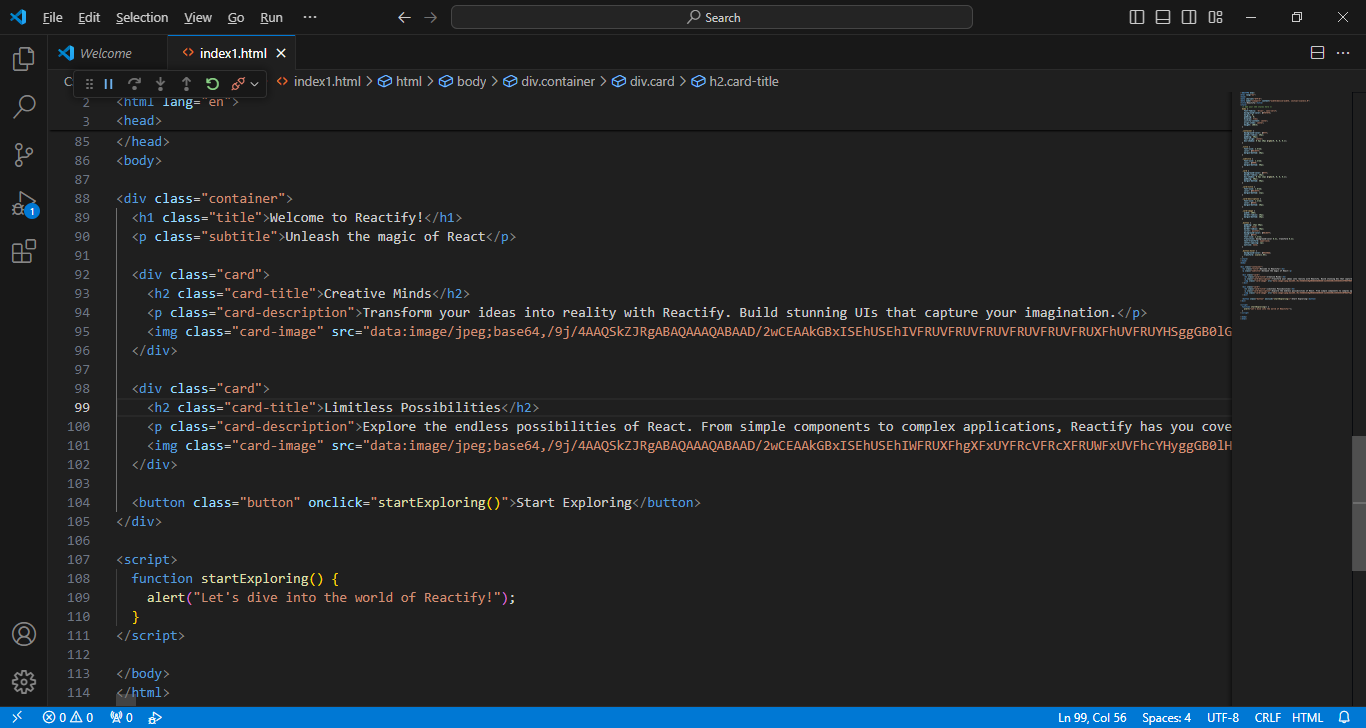 File Edit Selection View Go Run ··· Search
Welcome index1.html
C index1.html > html > body > div.container > div.card > h2.card-title
2 <html lang="en">
3 <head>
85 </head>
86 <body>
87
88 <div class="container">
89 <h1 class="title">Welcome to Reactify!</h1>
90 <p class="subtitle">Unleash the magic of React</p>
91
92 <div class="card">
93 <h2 class="card-title">Creative Minds</h2>
94 <p class="card-description">Transform your ideas into reality with Reactify. Build stunning UIs that capture your imagination.</p>
95 <img class="card-image" src="data:image/jpeg;base64,/9j/4AAQSkZJRgABAQAAAQABAAD/2wCEAAkGBxISEhUSEhIVFRUVFRUVFRUVFRUVFRUVFRUXFhUVFRUYHSggGB0lG
96 </div>
97
98 <div class="card">
99 <h2 class="card-title">Limitless Possibilities</h2>
100 <p class="card-description">Explore the endless possibilities of React. From simple components to complex applications, Reactify has you cove
101 <img class="card-image" src="data:image/jpeg;base64,/9j/4AAQSkZJRgABAQAAAQABAAD/2wCEAAkGBxISEhUSEhIWFRUXFhgXFxUYFRcVFRcXFRUWFxUVFhcYHyggGB0lH
102 </div>
103
104 <button class="button" onclick="startExploring()">Start Exploring</button>
105 </div>
106
107 <script>
108 function startExploring() {
109 alert("Let's dive into the world of Reactify!");
110 }
111 </script>
112
113 </body>
114 </html>
1
0 0 0 Ln 99, Col 56 Spaces: 4 UTF-8 CRLF HTML